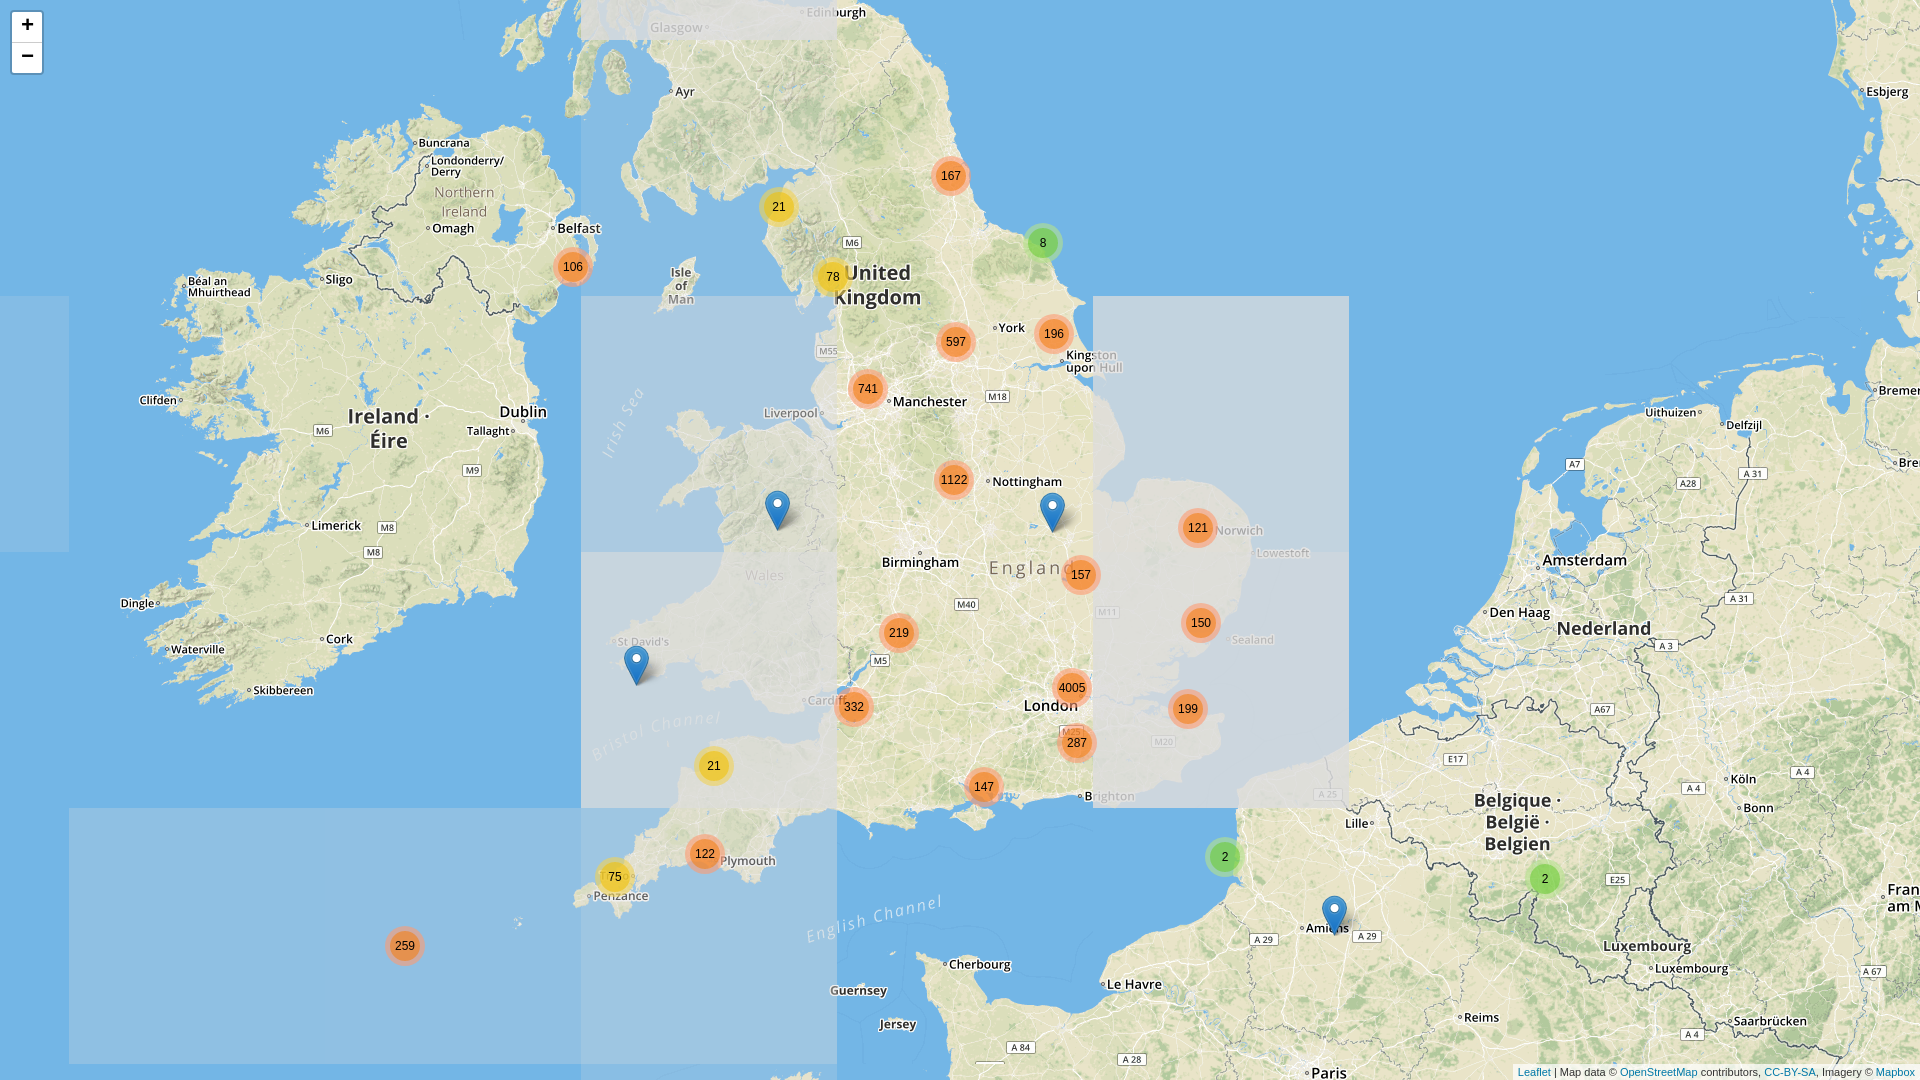 +
−
Glasgow
Edinburgh
Ayr
Esbjerg
Buncrana
Londonderry/
Derry
Northern
Ireland
Omagh
Belfast
167
21
8
M6
106
78
United
Kingdom
Isle
of
Man
Sligo
Béal an
Mhuirthead
York
196
597
M55
Kingston
upon Hull
741
Manchester
M18
Clifden
Ireland ·
Éire
Dublin
Tallaght
M6
M9
Liverpool
Irish Sea
Uithuizen
Delfzijl
1122
Nottingham
A7
A 31
A28
Limerick
M8
M8
121
Norwich
Lowestoft
Birmingham
England
157
Wales
Amsterdam
Den Haag
Nederland
A 31
A 3
Dingle
Waterville
Cork
Skibbereen
M40
M11
150
219
M5
Sealand
St David's
Cardiff
332
4005
London
M25
287
199
M20
A67
Bristol Channel
21
147
Brighton
A 25
E17
Köln
A 4
A 4
Bonn
Lille
Belgique ·
België ·
Belgien
122
Plymouth
75
Penzance
2
2
E25
English Channel
259
Amiens
A 29
A 29
Luxembourg
Luxembourg
A 67
Cherbourg
Guernsey
Jersey
Le Havre
Reims
Saarbrücken
A 4
A 84
A 28
Paris
Leaflet | Map data © OpenStreetMap contributors, CC-BY-SA, Imagery © Mapbox